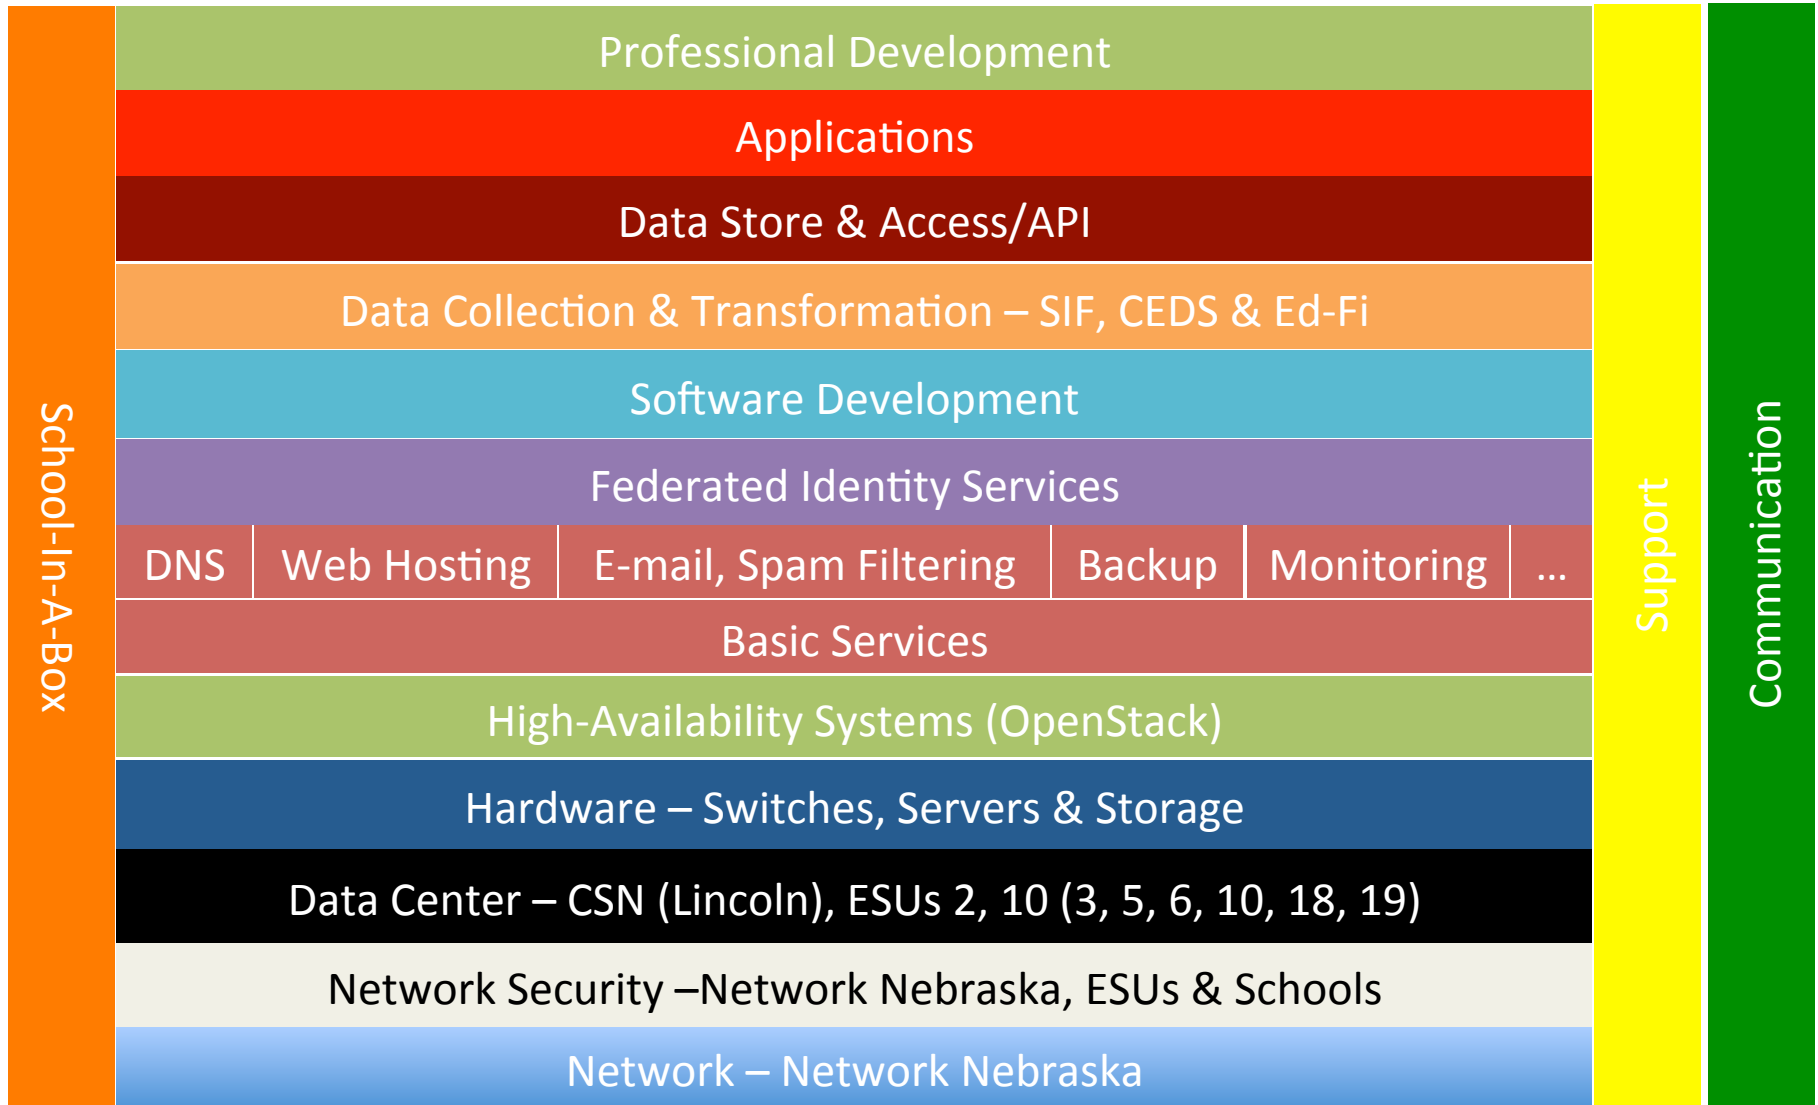 School-In-A-Box
Professional Development
Applications
Data Store & Access/API
Data Collection & Transformation – SIF, CEDS & Ed-Fi
Software Development
Federated Identity Services
DNS
Web Hosting
E-mail, Spam Filtering
Backup
Monitoring
...
Basic Services
High-Availability Systems (OpenStack)
Hardware – Switches, Servers & Storage
Data Center – CSN (Lincoln), ESUs 2, 10 (3, 5, 6, 10, 18, 19)
Network Security –Network Nebraska, ESUs & Schools
Network – Network Nebraska
Support
Communication